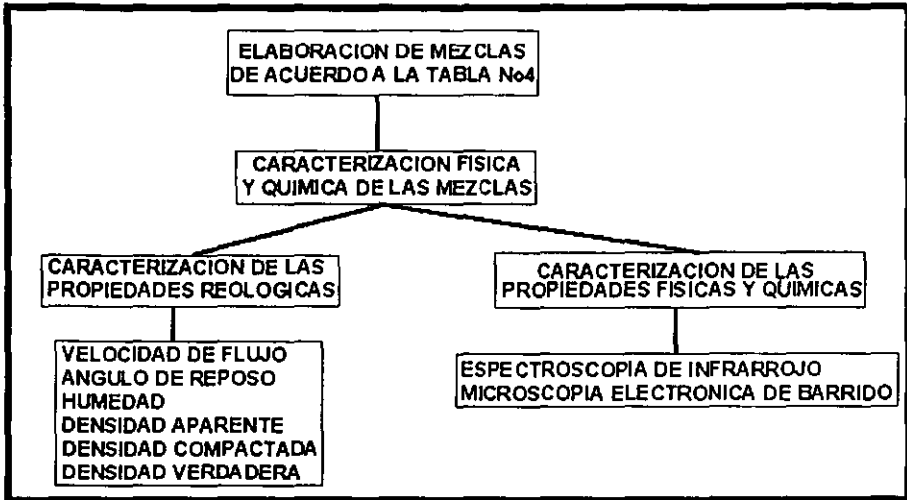 ELABORACION DE MEZCLAS
DE ACUERDO A LA TABLA No4
CARACTERIZACION FISICA
Y QUIMICA DE LAS MEZCLAS
CARACTERIZACION DE LAS
PROPIEDADES REOLOGICAS
CARACTERIZACION DE LAS
PROPIEDADES FISICAS Y QUIMICAS
VELOCIDAD DE FLUJO
ANGULO DE REPOSO
HUMEDAD
DENSIDAD APARENTE
DENSIDAD COMPACTADA
DENSIDAD VERDADERA
ESPECTROSCOPIA DE INFRARROJO
MICROSCOPIA ELECTRONICA DE BARRIDO